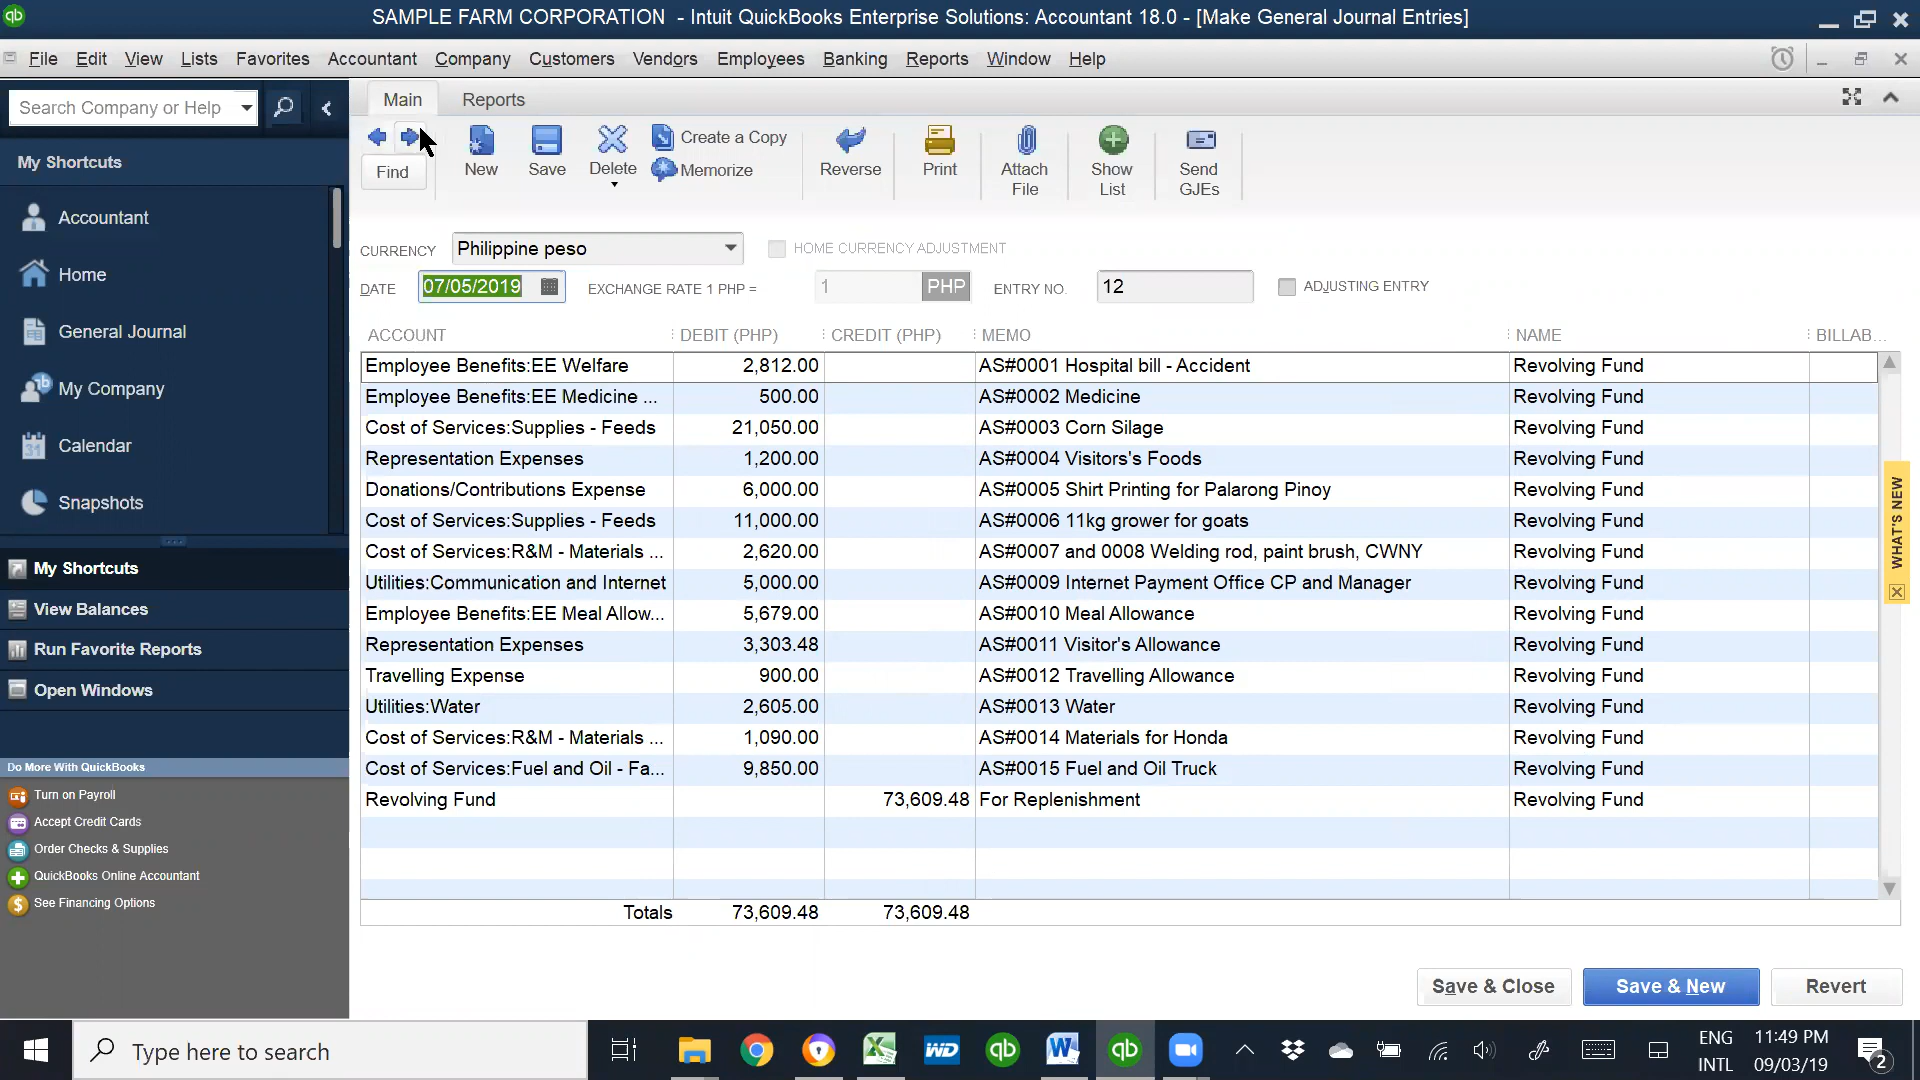 SAMPLE FARM CORPORATION - Intuit QuickBooks Enterprise Solutions: Accountant 18.0 - [Make General Journal Entries]
File Edit View Lists Favorites Accountant Company Customers Vendors Employees Banking Reports Window Help
Search Company or Help
My Shortcuts
Accountant
Home
General Journal
My Company
Calendar
Snapshots
My Shortcuts
View Balances
Run Favorite Reports
Open Windows
Do More With QuickBooks
Turn on Payroll
Accept Credit Cards
Order Checks & Supplies
QuickBooks Online Accountant
See Financing Options
Main Reports
Find
New
Save
Delete
Create a Copy
Memorize
Reverse
Print
Attach
File
Show
List
Send
GJEs
CURRENCY Philippine peso HOME CURRENCY ADJUSTMENT
DATE 07/05/2019 EXCHANGE RATE 1 PHP = 1 PHP ENTRY NO. 12 ADJUSTING ENTRY
ACCOUNT DEBIT (PHP) CREDIT (PHP) MEMO NAME BILLAB...
Employee Benefits:EE Welfare 2,812.00 AS#0001 Hospital bill - Accident Revolving Fund
Employee Benefits:EE Medicine ... 500.00 AS#0002 Medicine Revolving Fund
Cost of Services:Supplies - Feeds 21,050.00 AS#0003 Corn Silage Revolving Fund
Representation Expenses 1,200.00 AS#0004 Visitors's Foods Revolving Fund
Donations/Contributions Expense 6,000.00 AS#0005 Shirt Printing for Palarong Pinoy Revolving Fund
Cost of Services:Supplies - Feeds 11,000.00 AS#0006 11kg grower for goats Revolving Fund
Cost of Services:R&M - Materials ... 2,620.00 AS#0007 and 0008 Welding rod, paint brush, CWNY Revolving Fund
Utilities:Communication and Internet 5,000.00 AS#0009 Internet Payment Office CP and Manager Revolving Fund
Employee Benefits:EE Meal Allow... 5,679.00 AS#0010 Meal Allowance Revolving Fund
Representation Expenses 3,303.48 AS#0011 Visitor's Allowance Revolving Fund
Travelling Expense 900.00 AS#0012 Travelling Allowance Revolving Fund
Utilities:Water 2,605.00 AS#0013 Water Revolving Fund
Cost of Services:R&M - Materials ... 1,090.00 AS#0014 Materials for Honda Revolving Fund
Cost of Services:Fuel and Oil - Fa... 9,850.00 AS#0015 Fuel and Oil Truck Revolving Fund
Revolving Fund 73,609.48 For Replenishment Revolving Fund
Totals 73,609.48 73,609.48
WHAT'S NEW
Save & Close Save & New Revert
Type here to search
WD
ENG
INTL
11:49 PM
09/03/19
2